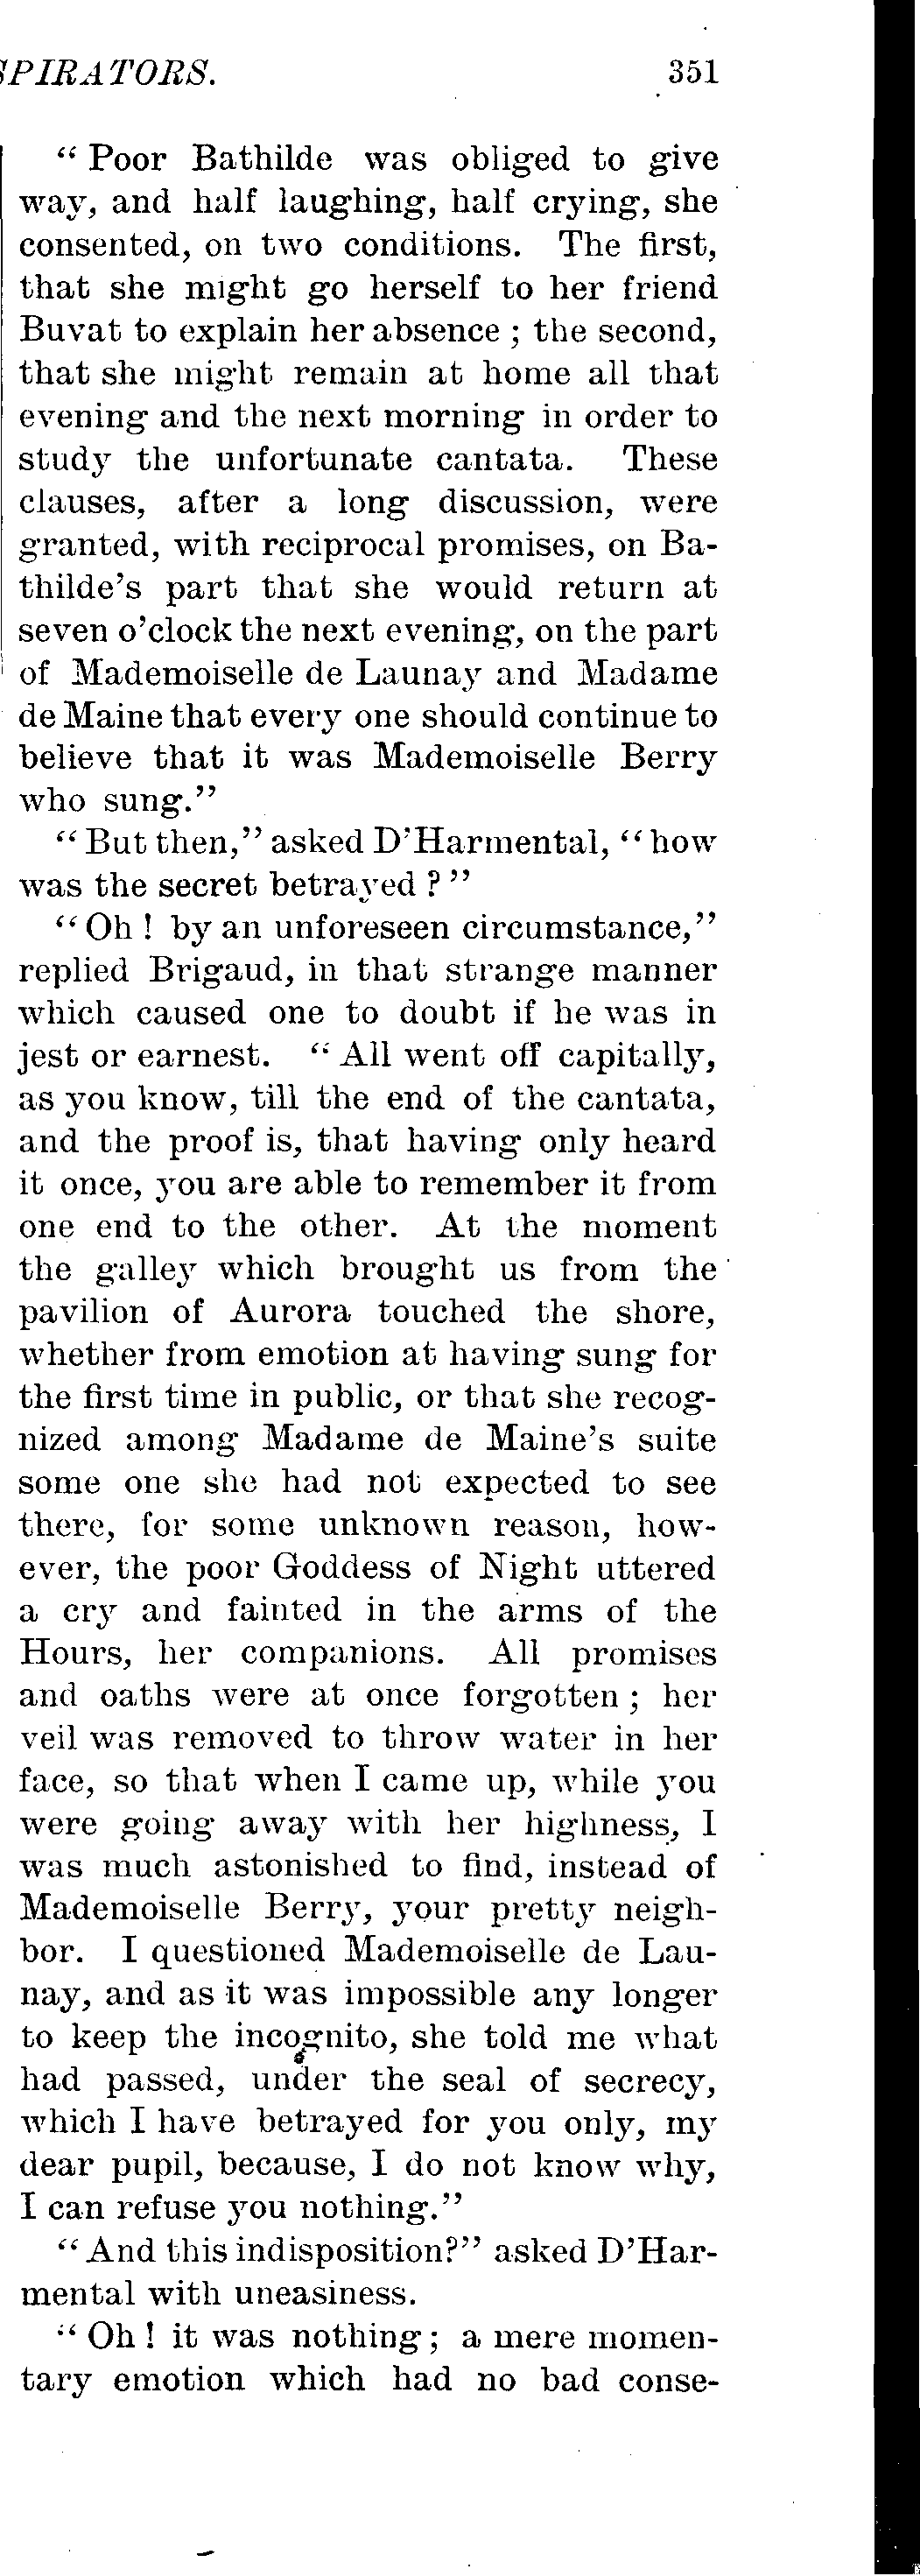 SPIRATORS. 351
“Poor Bathilde was obliged to give
way, and half laughing, half crying, she
consented, on two conditions. The first,
that she might go herself to her friend
Buvat to explain her absence ; the second,
that she might remain at home all that
evening and the next morning in order to
study the unfortunate cantata. These
clauses, after a long discussion, were
granted, with reciprocal promises, on Ba-
thilde’s part that she would return at
seven o’clock the next evening, on the part
of Mademoiselle de Launay and Madame
de Maine that every one should continue to
believe that it was Mademoiselle Berry
who sung.”
“But then,” asked D’Harmental, “how
was the secret betrayed ?”
“Oh ! by an unforeseen circumstance,”
replied Brigaud, in that strange manner
which caused one to doubt if he was in
jest or earnest. “All went off capitally,
as you know, till the end of the cantata,
and the proof is, that having only heard
it once, you are able to remember it from
one end to the other. At the moment
the galley which brought us from the
pavilion of Aurora touched the shore,
whether from emotion at having sung for
the first time in public, or that she recog-
nized among Madame de Maine’s suite
some one she had not expected to see
there, for some unknown reason, how-
ever, the poor Goddess of Night uttered
a cry and fainted in the arms of the
Hours, her companions. All promises
and oaths were at once forgotten ; her
veil was removed to throw water in her
face, so that when I came up, while you
were going away with her highness, I
was much astonished to find, instead of
Mademoiselle Berry, your pretty neigh-
bor. I questioned Mademoiselle de Lau-
nay, and as it was impossible any longer
to keep the incognito, she told me what
had passed, under the seal of secrecy,
which I have betrayed for you only, my
dear pupil, because, I do not know why,
I can refuse you nothing.”
“And this indisposition?” asked D’Har-
mental with uneasiness.
“Oh ! it was nothing ; a mere momen-
tary emotion which had no bad conse-